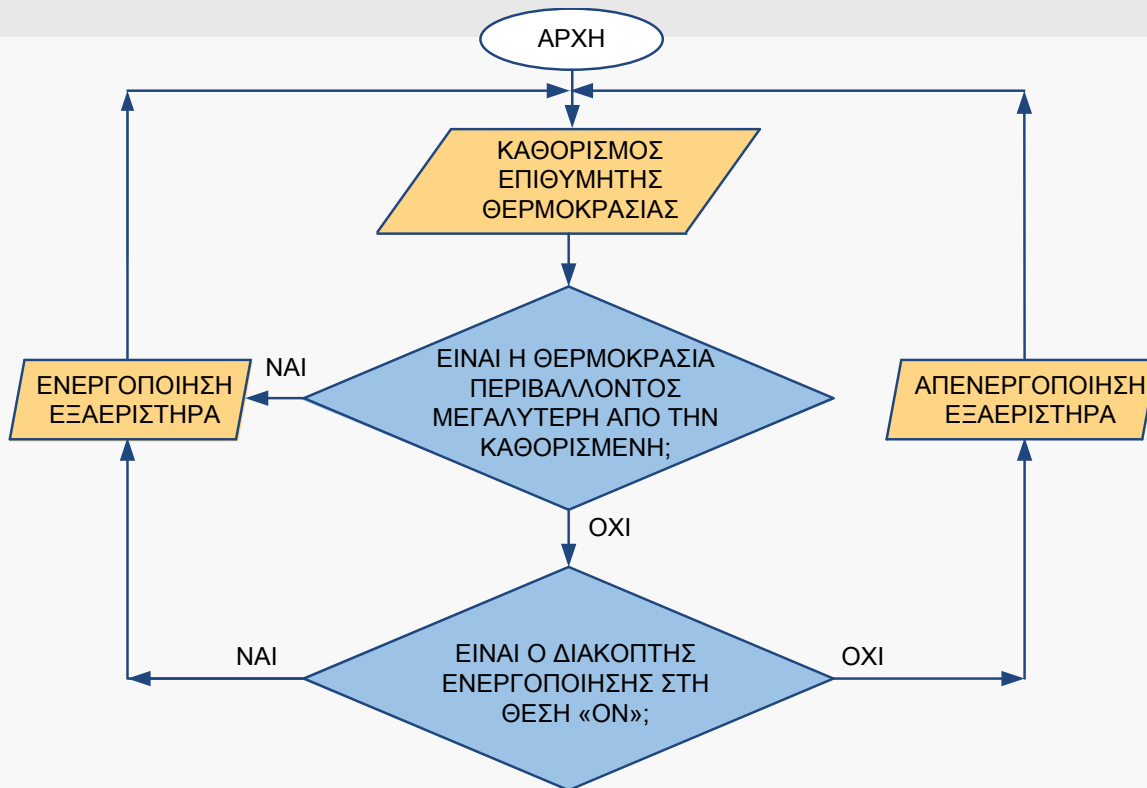 ΑΡΧΗ
ΚΑΘΟΡΙΣΜΟΣ
ΕΠΙΘΥΜΗΤΗΣ
ΘΕΡΜΟΚΡΑΣΙΑΣ
ΕΙΝΑΙ Η ΘΕΡΜΟΚΡΑΣΙΑ
ΠΕΡΙΒΑΛΛΟΝΤΟΣ
ΜΕΓΑΛΥΤΕΡΗ ΑΠΟ ΤΗΝ
ΚΑΘΟΡΙΣΜΕΝΗ;
ΝΑΙ
ΕΝΕΡΓΟΠΟΙΗΣΗ
ΕΞΑΕΡΙΣΤΗΡΑ
ΑΠΕΝΕΡΓΟΠΟΙΗΣΗ
ΕΞΑΕΡΙΣΤΗΡΑ
ΟΧΙ
ΝΑΙ
ΕΙΝΑΙ Ο ΔΙΑΚΟΠΤΗΣ
ΕΝΕΡΓΟΠΟΙΗΣΗΣ ΣΤΗ
ΘΕΣΗ «ΟΝ»;
ΟΧΙ